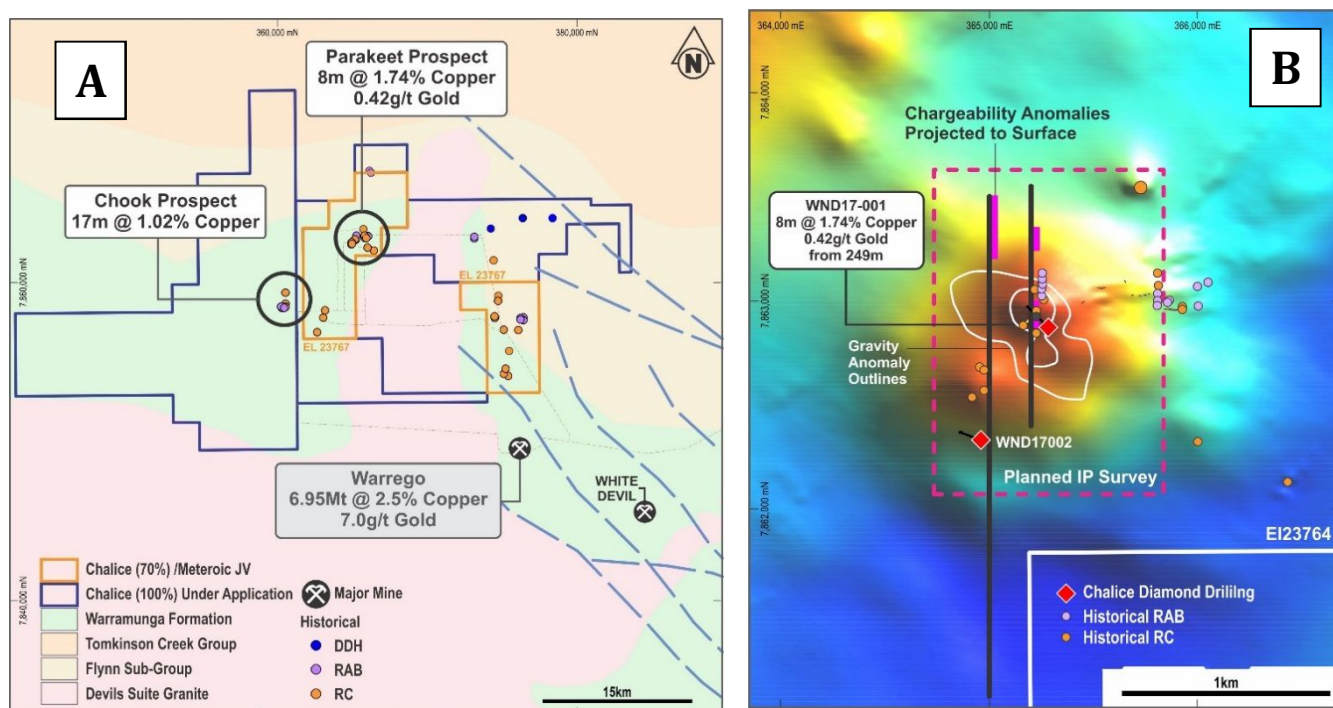 A
360,000 mN
380,000 mN
N
Parakeet Prospect
8m @ 1.74% Copper
0.42g/t Gold
Chook Prospect
17m @ 1.02% Copper
EL 23767
7,860,000 mN
EL 23767
Warrego
6.95Mt @ 2.5% Copper
7.0g/t Gold
WHITE
DEVIL
7,840,000 mN
Chalice (70%) /Meteroic JV
Chalice (100%) Under Application
Warramunga Formation
Tomkinson Creek Group
Flynn Sub-Group
Devils Suite Granite
Major Mine
Historical
DDH
RAB
RC
15km
B
364,000 mE
365,000 mE
366,000 mE
7,864,000 mN
Chargeability Anomalies
Projected to Surface
WND17-001
8m @ 1.74% Copper
0.42g/t Gold
from 249m
7,863,000 mN
Gravity
Anomaly
Outlines
WND17002
Planned IP Survey
7,862,000 mN
EI23764
Chalice Diamond Drililng
Historical RAB
Historical RC
1km